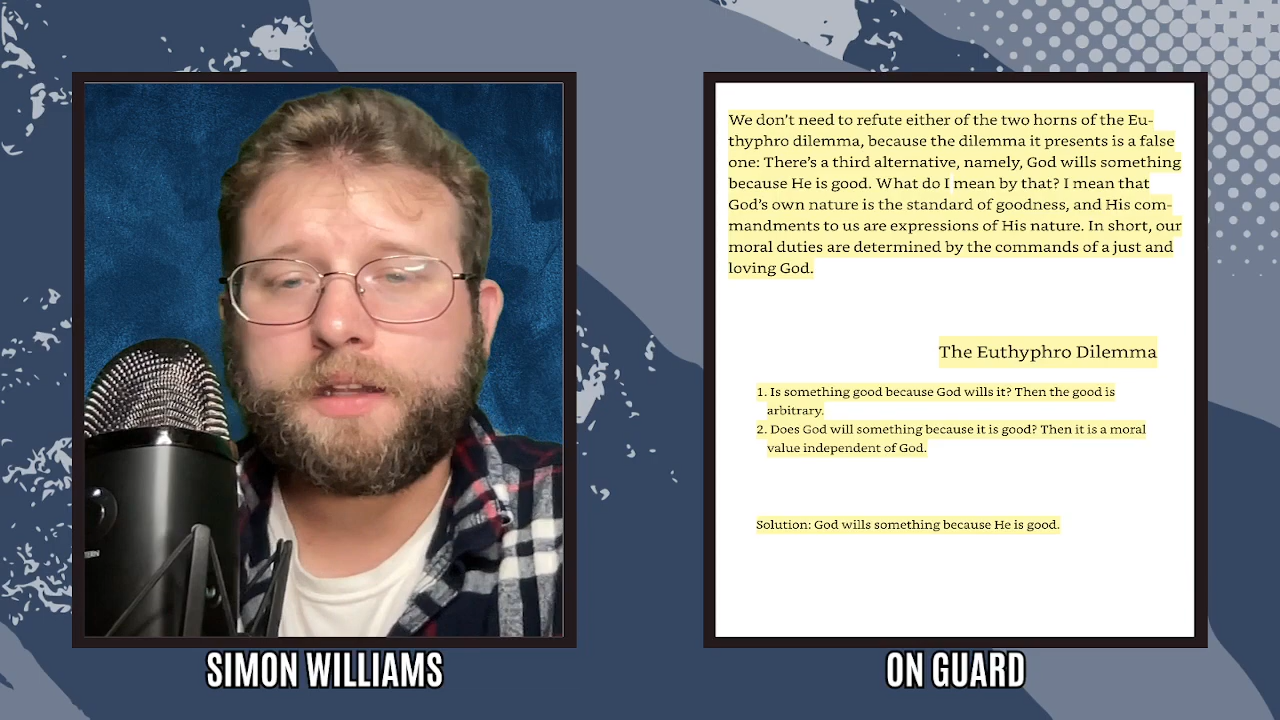 We don't need to refute either of the two horns of the Eu-
thyphro dilemma, because the dilemma it presents is a false
one: There's a third alternative, namely, God wills something
because He is good. What do I mean by that? I mean that
God's own nature is the standard of goodness, and His com-
mandments to us are expressions of His nature. In short, our
moral duties are determined by the commands of a just and
loving God.
The Euthyphro Dilemma
1. Is something good because God wills it? Then the good is
arbitrary.
2. Does God will something because it is good? Then it is a moral
value independent of God.
Solution: God wills something because He is good.
SIMON WILLIAMS
ON GUARD